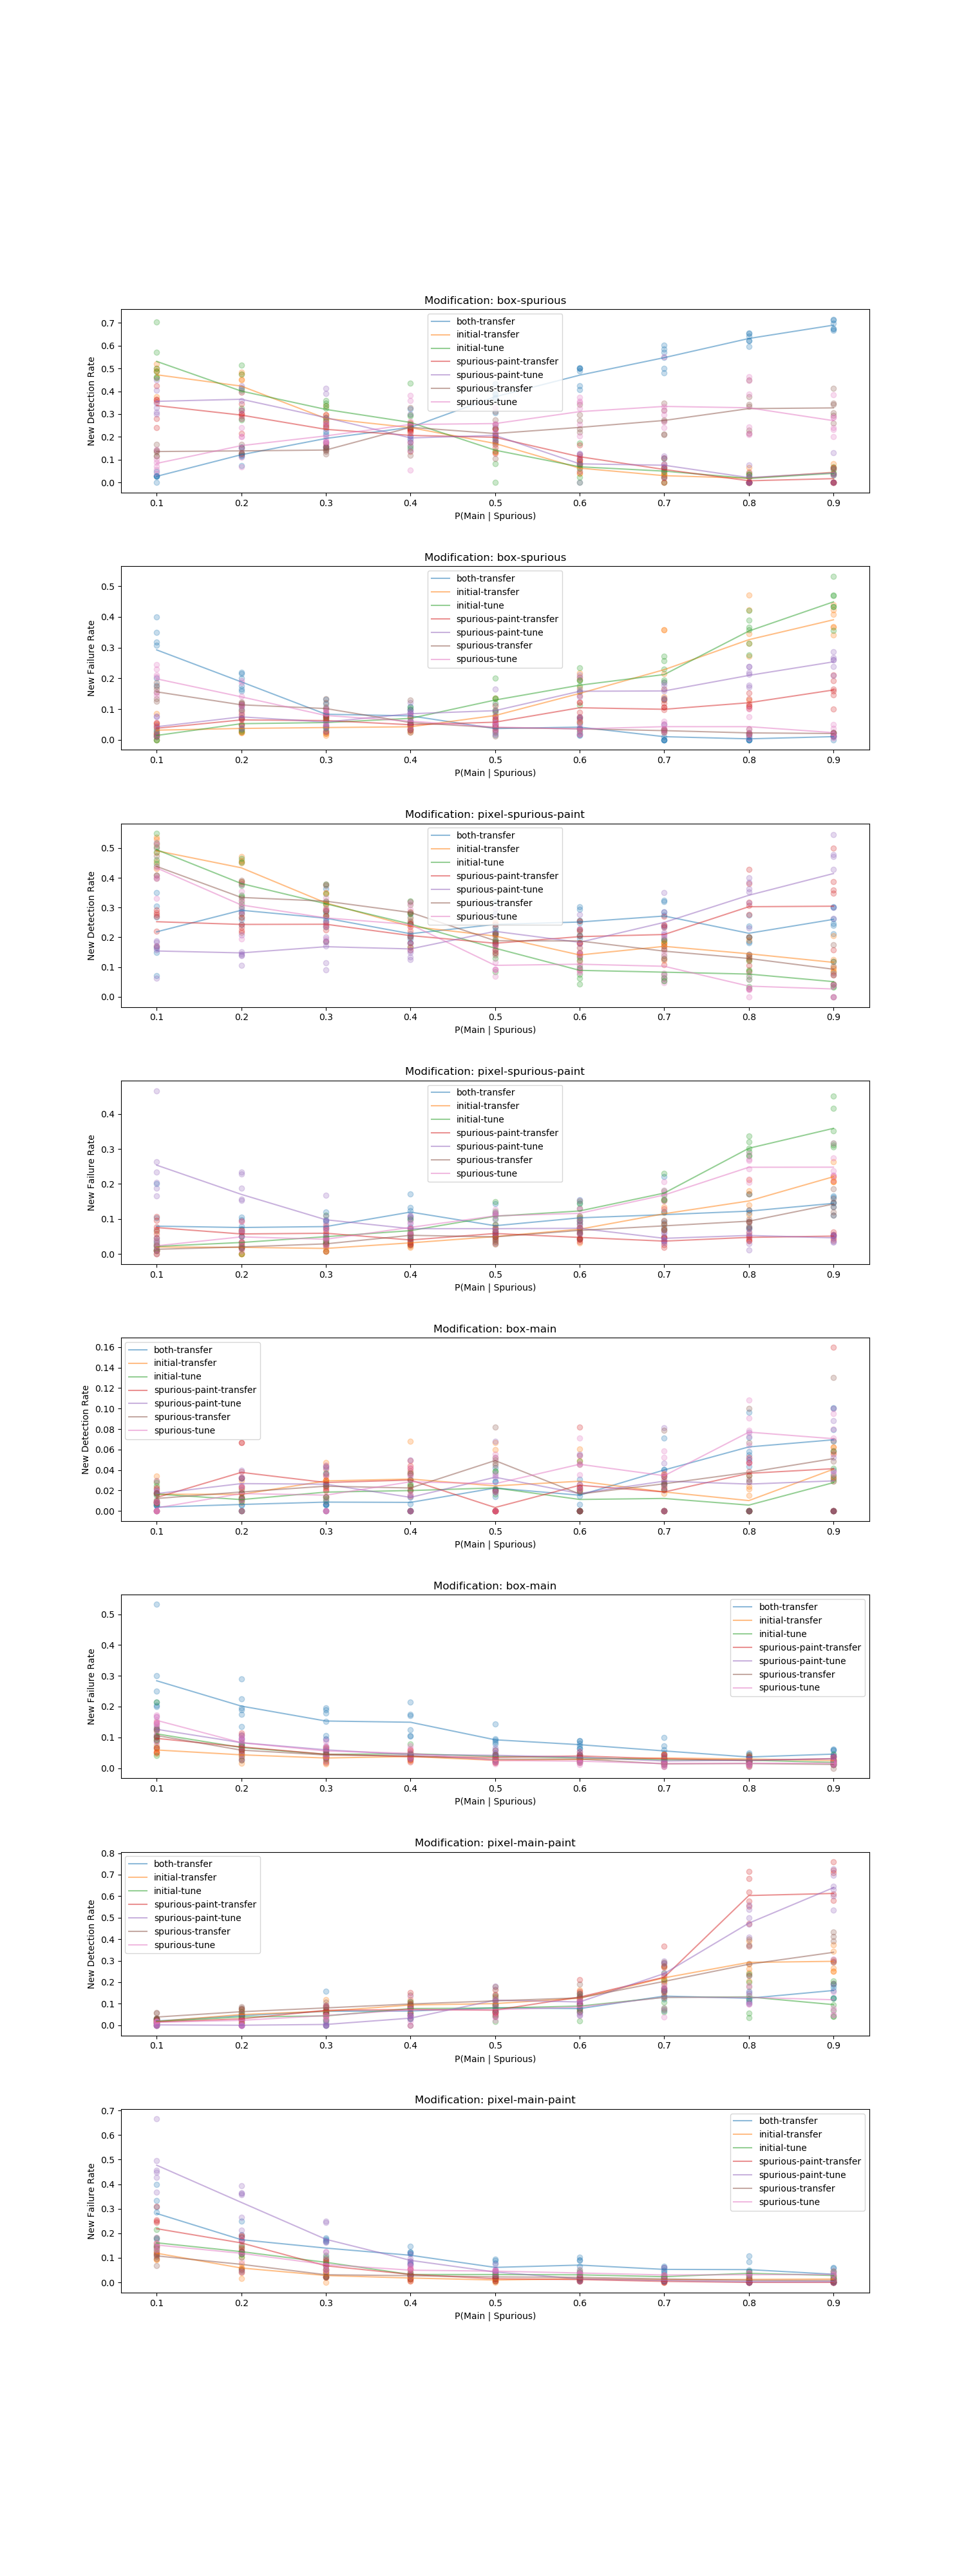 Modification: box-spurious
New Detection Rate
0.7
0.6
0.5
0.4
0.3
0.2
0.1
0.0
both-transfer
initial-transfer
initial-tune
spurious-paint-transfer
spurious-paint-tune
spurious-transfer
spurious-tune
0.1 0.2 0.3 0.4 0.5 0.6 0.7 0.8 0.9
P(Main | Spurious)
Modification: box-spurious
New Failure Rate
0.5
0.4
0.3
0.2
0.1
0.0
both-transfer
initial-transfer
initial-tune
spurious-paint-transfer
spurious-paint-tune
spurious-transfer
spurious-tune
0.1 0.2 0.3 0.4 0.5 0.6 0.7 0.8 0.9
P(Main | Spurious)
Modification: pixel-spurious-paint
New Detection Rate
0.5
0.4
0.3
0.2
0.1
0.0
both-transfer
initial-transfer
initial-tune
spurious-paint-transfer
spurious-paint-tune
spurious-transfer
spurious-tune
0.1 0.2 0.3 0.4 0.5 0.6 0.7 0.8 0.9
P(Main | Spurious)
Modification: pixel-spurious-paint
New Failure Rate
0.4
0.3
0.2
0.1
0.0
both-transfer
initial-transfer
initial-tune
spurious-paint-transfer
spurious-paint-tune
spurious-transfer
spurious-tune
0.1 0.2 0.3 0.4 0.5 0.6 0.7 0.8 0.9
P(Main | Spurious)
Modification: box-main
New Detection Rate
0.16
0.14
0.12
0.10
0.08
0.06
0.04
0.02
0.00
both-transfer
initial-transfer
initial-tune
spurious-paint-transfer
spurious-paint-tune
spurious-transfer
spurious-tune
0.1 0.2 0.3 0.4 0.5 0.6 0.7 0.8 0.9
P(Main | Spurious)
Modification: box-main
New Failure Rate
0.5
0.4
0.3
0.2
0.1
0.0
both-transfer
initial-transfer
initial-tune
spurious-paint-transfer
spurious-paint-tune
spurious-transfer
spurious-tune
0.1 0.2 0.3 0.4 0.5 0.6 0.7 0.8 0.9
P(Main | Spurious)
Modification: pixel-main-paint
New Detection Rate
0.8
0.7
0.6
0.5
0.4
0.3
0.2
0.1
0.0
both-transfer
initial-transfer
initial-tune
spurious-paint-transfer
spurious-paint-tune
spurious-transfer
spurious-tune
0.1 0.2 0.3 0.4 0.5 0.6 0.7 0.8 0.9
P(Main | Spurious)
Modification: pixel-main-paint
New Failure Rate
0.7
0.6
0.5
0.4
0.3
0.2
0.1
0.0
both-transfer
initial-transfer
initial-tune
spurious-paint-transfer
spurious-paint-tune
spurious-transfer
spurious-tune
0.1 0.2 0.3 0.4 0.5 0.6 0.7 0.8 0.9
P(Main | Spurious)